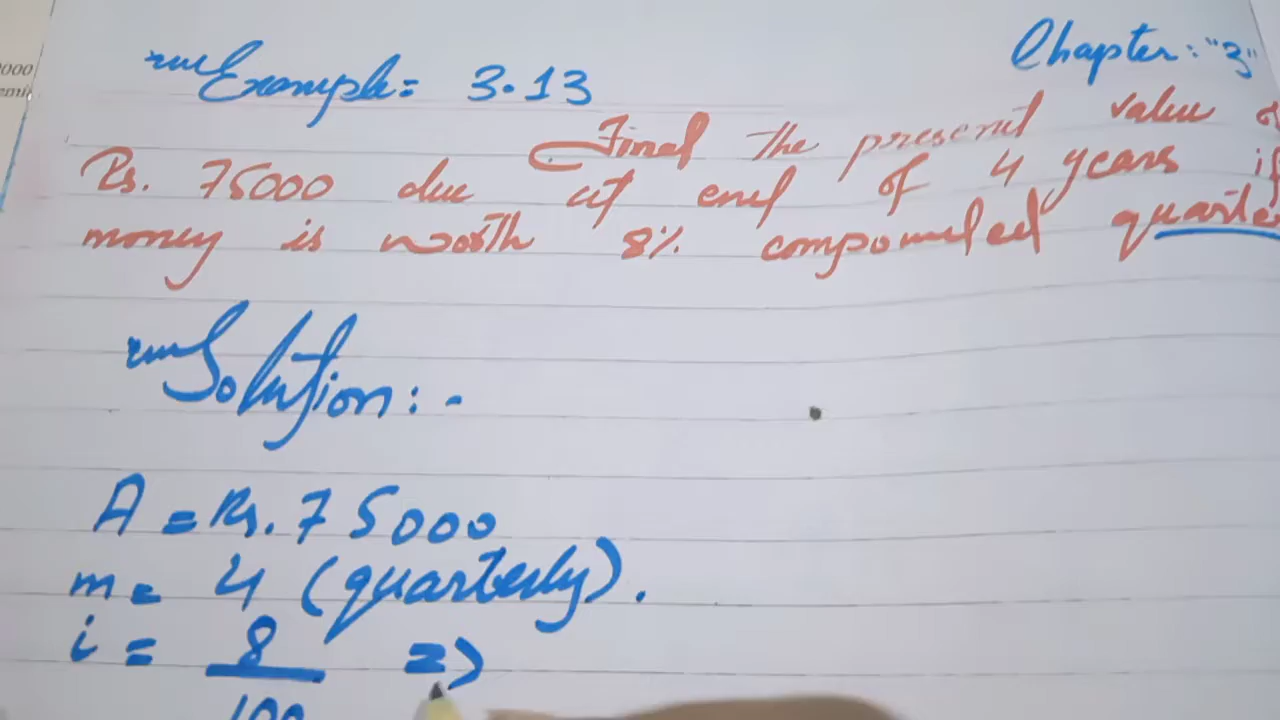 Chapter: "3"
Example= 3.13
Find the present value of
Rs. 75000 due at end of 4 years if
money is worth 8% compounded quarte
Solution:-
A = Rs. 75000
m = 4 (quarterly).
i = 8 =>
100